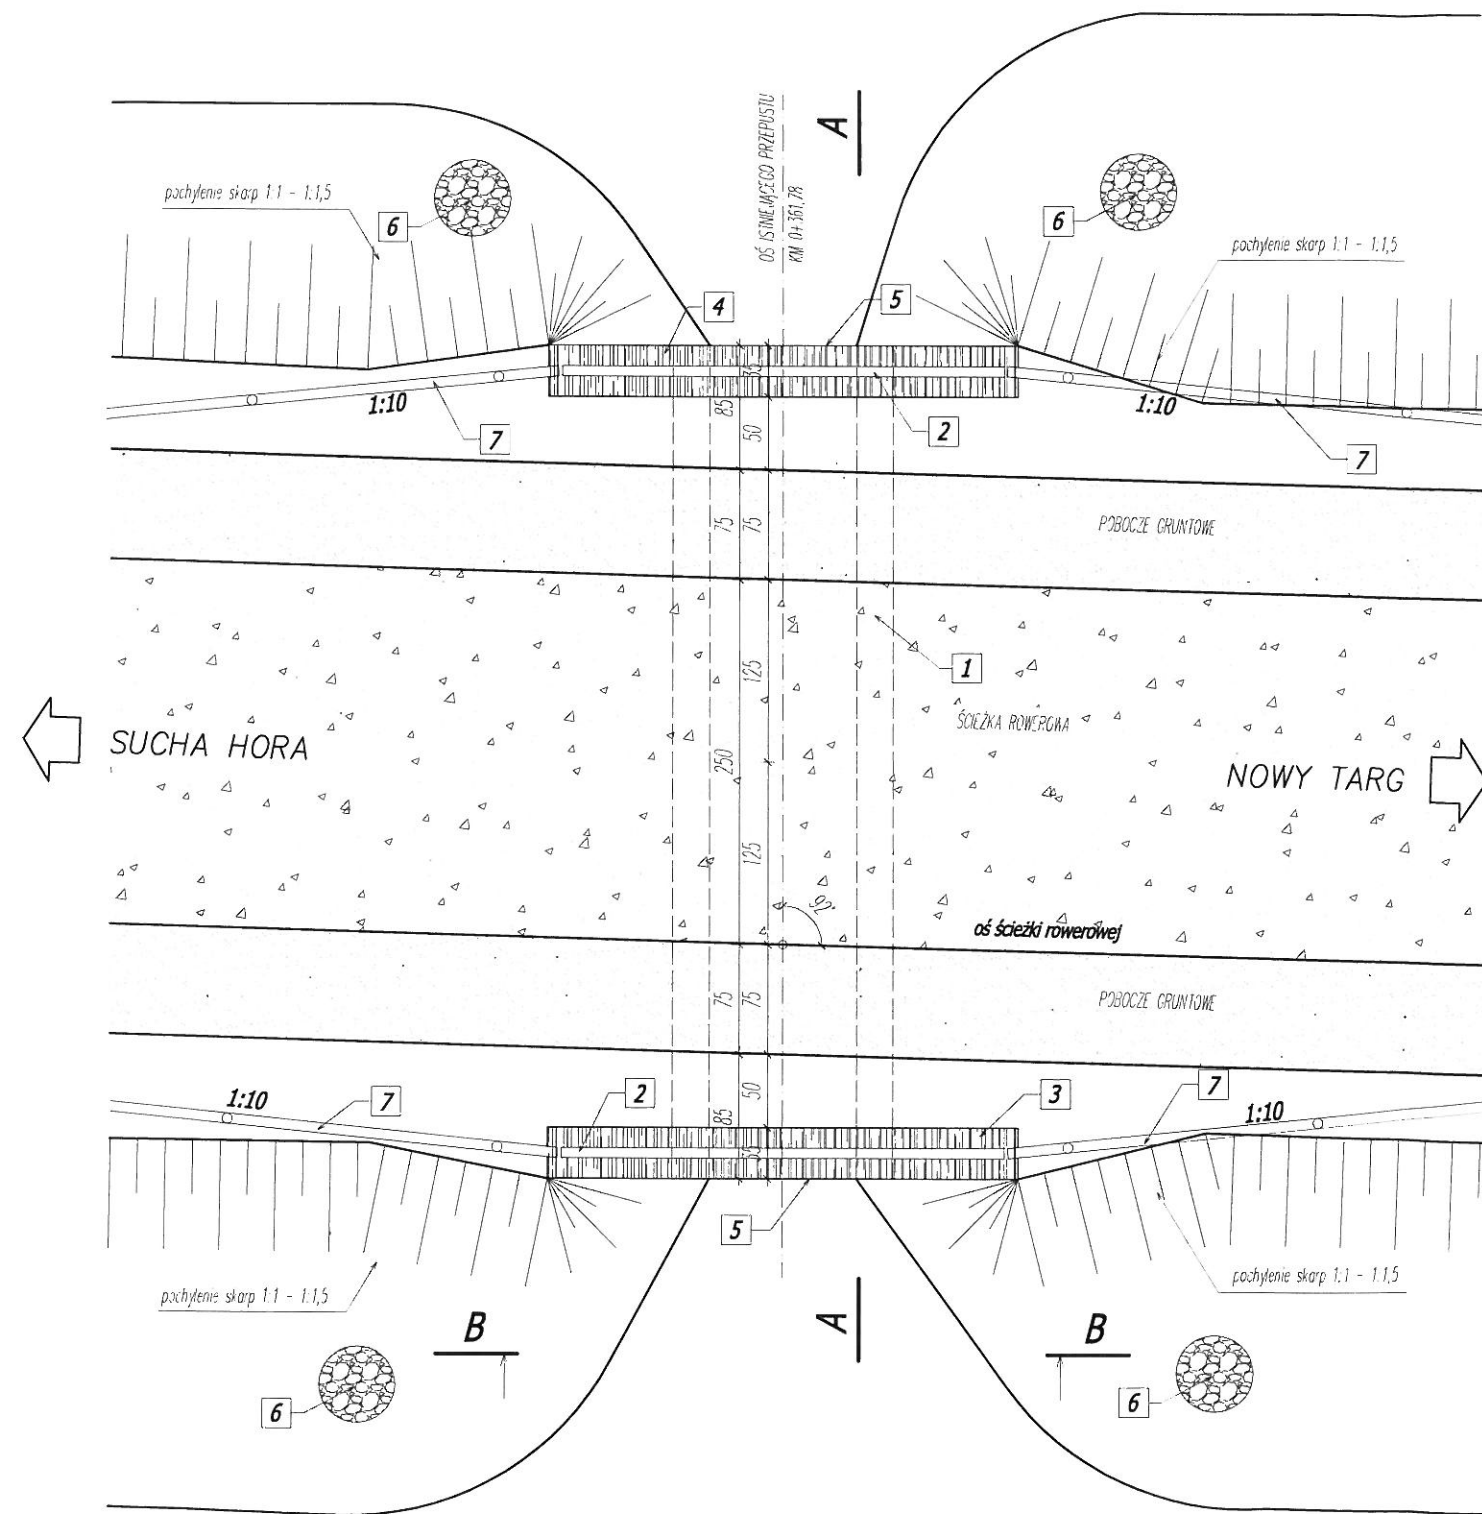 OŚ ISTNIEJĄCEGO PRZEPUSTU
KM 0+361,78
A
pochylenie skarp 1:1 - 1:1,5
6
6
pochylenie skarp 1:1 - 1:1,5
4
5
35
1:10
1:10
85
50
2
7
7
75
75
POBOCZE GRUNTOWE
125
1
ŚCIEŻKA ROWEROWA
SUCHA HORA
250
NOWY TARG
125
92°
oś ścieżki rowerowej
75
75
POBOCZE GRUNTOWE
1:10
7
2
50
85
3
7
1:10
35
5
pochylenie skarp 1:1 - 1:1,5
pochylenie skarp 1:1 - 1:1,5
B
A
B
6
6